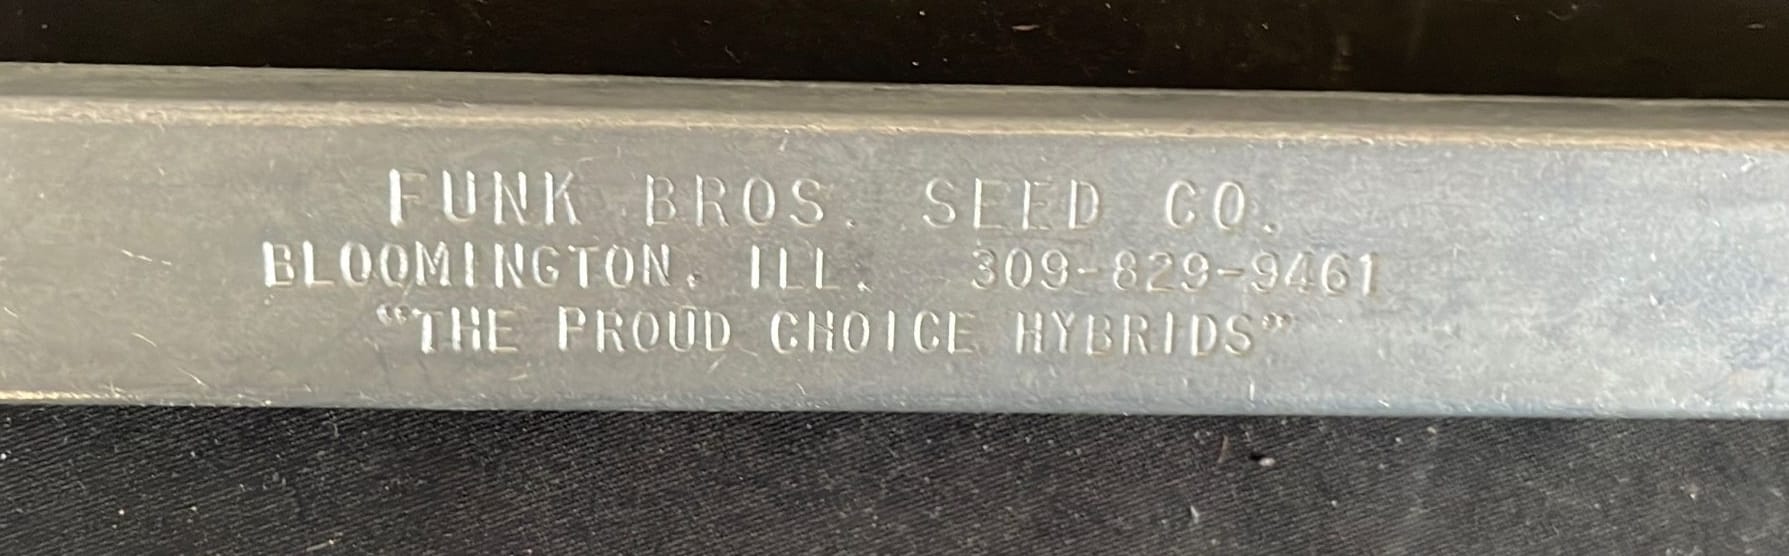 FUNK BROS. SEED CO.
BLOOMINGTON, ILL. 309-829-9461
"THE PROUD CHOICE HYBRIDS"